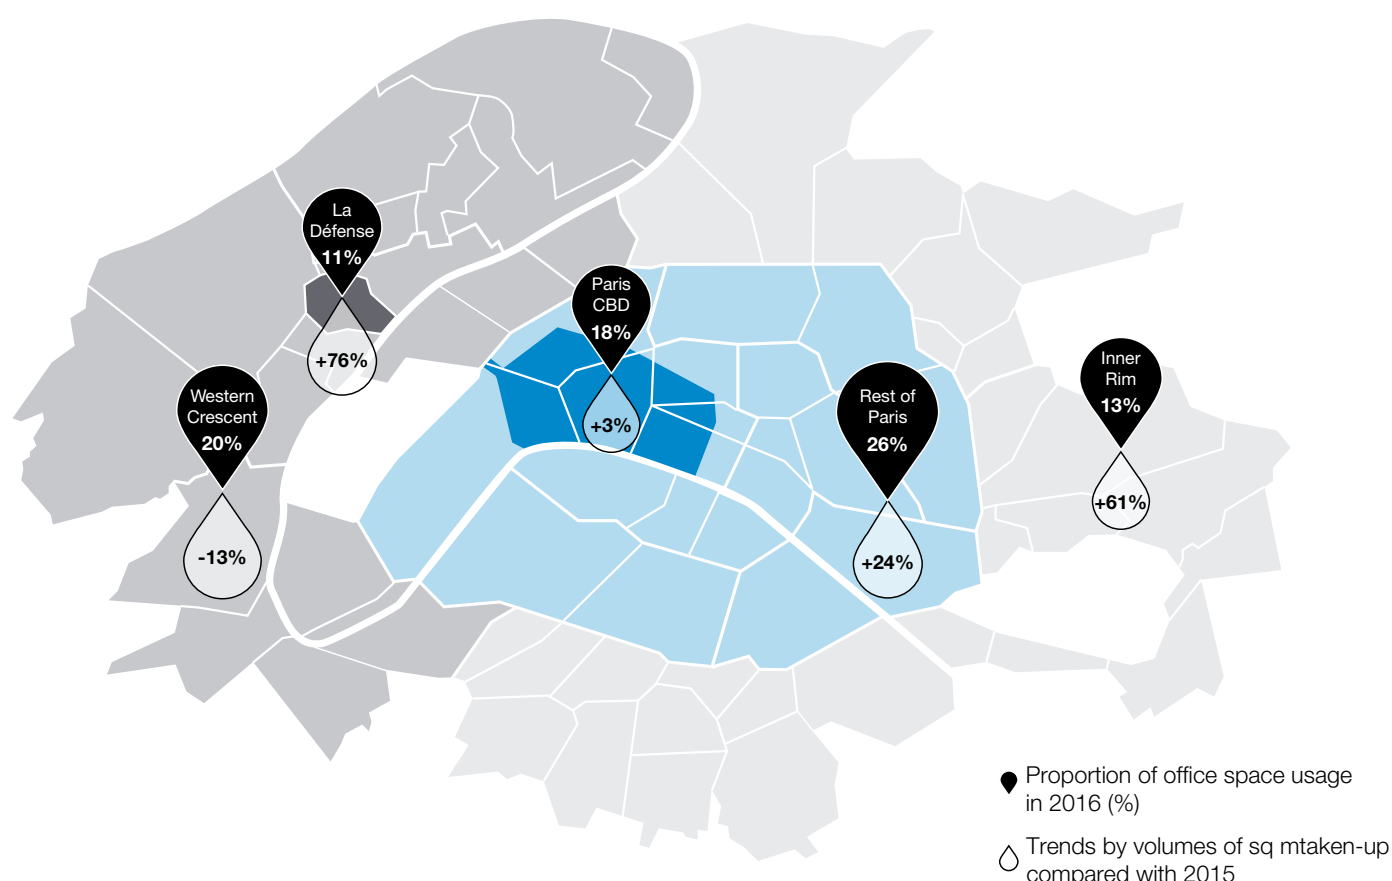 La
Défense
11%
+76%
Paris
CBD
18%
+3%
Western
Crescent
20%
-13%
Rest of
Paris
26%
+24%
Inner
Rim
13%
+61%
Proportion of office space usage
in 2016 (%)
Trends by volumes of sq mtaken-up
compared with 2015